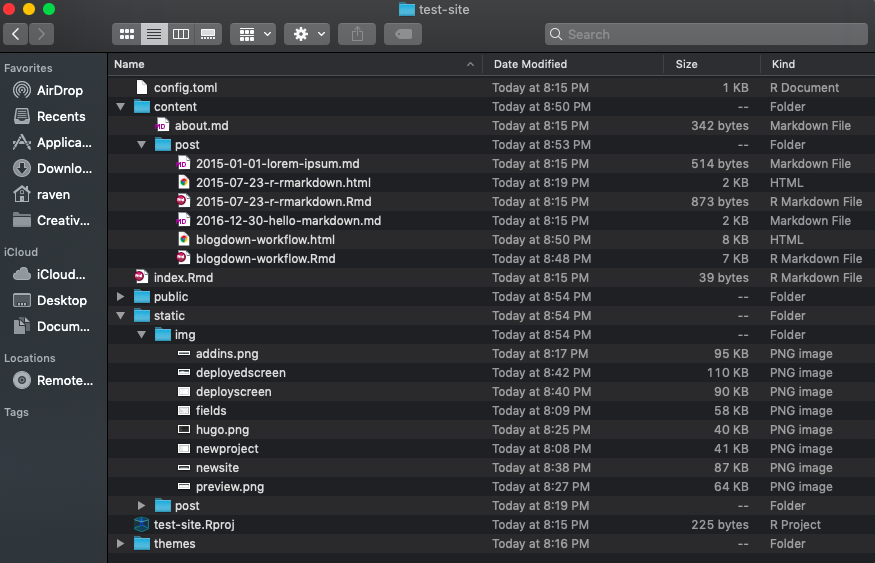 test-site
Search
Favorites
AirDrop
Recents
Applica...
Downlo...
raven
Creativ...
iCloud
iCloud...
Desktop
Docum...
Locations
Remote...
Tags
Name Date Modified Size Kind
config.toml Today at 8:15 PM 1 KB R Document
content Today at 8:50 PM -- Folder
about.md Today at 8:15 PM 342 bytes Markdown File
post Today at 8:53 PM -- Folder
2015-01-01-lorem-ipsum.md Today at 8:15 PM 514 bytes Markdown File
2015-07-23-r-rmarkdown.html Today at 8:19 PM 2 KB HTML
2015-07-23-r-rmarkdown.Rmd Today at 8:15 PM 873 bytes R Markdown File
2016-12-30-hello-markdown.md Today at 8:15 PM 2 KB Markdown File
blogdown-workflow.html Today at 8:50 PM 8 KB HTML
blogdown-workflow.Rmd Today at 8:48 PM 7 KB R Markdown File
index.Rmd Today at 8:15 PM 39 bytes R Markdown File
public Today at 8:54 PM -- Folder
static Today at 8:54 PM -- Folder
img Today at 8:54 PM -- Folder
addins.png Today at 8:17 PM 95 KB PNG image
deployedscreen Today at 8:42 PM 110 KB PNG image
deployscreen Today at 8:40 PM 90 KB PNG image
fields Today at 8:09 PM 58 KB PNG image
hugo.png Today at 8:25 PM 40 KB PNG image
newproject Today at 8:08 PM 41 KB PNG image
newsite Today at 8:38 PM 87 KB PNG image
preview.png Today at 8:27 PM 64 KB PNG image
post Today at 8:19 PM -- Folder
test-site.Rproj Today at 8:15 PM 225 bytes R Project
themes Today at 8:16 PM -- Folder